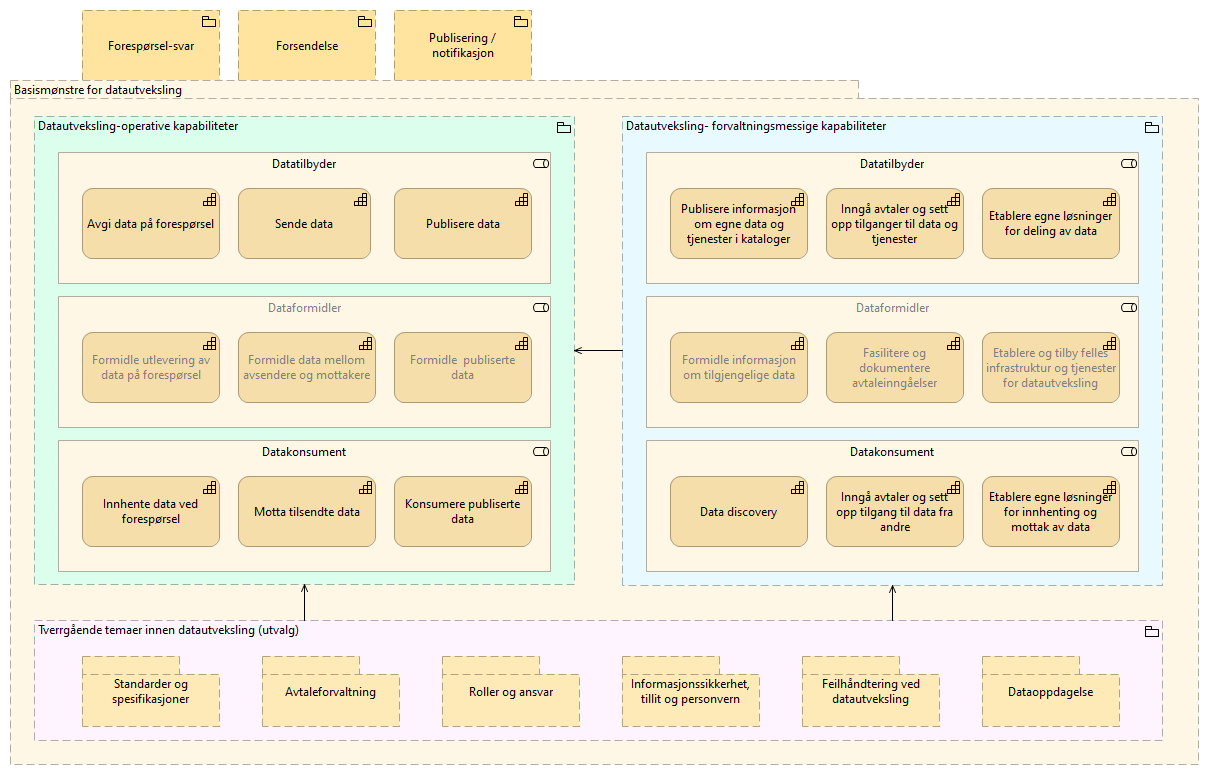 Forespørsel-svar
Forsendelse
Publisering /
notifikasjon
Basismønstre for datautveksling
Datautveksling-operative kapabiliteter
Datatilbyder
Avgi data på forespørsel
Sende data
Publisere data
Dataformidler
Formidle utlevering av
data på forespørsel
Formidle data mellom
avsendere og mottakere
Formidle  publiserte
data
Datakonsument
Innhente data ved
forespørsel
Motta tilsendte data
Konsumere publiserte
data
Datautveksling- forvaltningsmessige kapabiliteter
Datatilbyder
Publisere informasjon
om egne data og
tjenester i kataloger
Inngå avtaler og sett
opp tilganger til data og
tjenester
Etablere egne løsninger
for deling av data
Dataformidler
Formidle informasjon
om tilgjengelige data
Fasilitere og
dokumentere
avtaleinngåelser
Etablere og tilby felles
infrastruktur og tjenester
for datautveksling
Datakonsument
Data discovery
Inngå avtaler og sett
opp tilgang til data fra
andre
Etablere egne løsninger
for innhenting og
mottak av data
Tverrgående temaer innen datautveksling (utvalg)
Standarder og
spesifikasjoner
Avtaleforvaltning
Roller og ansvar
Informasjonssikkerhet,
tillit og personvern
Feilhåndtering ved
datautveksling
Dataoppdagelse